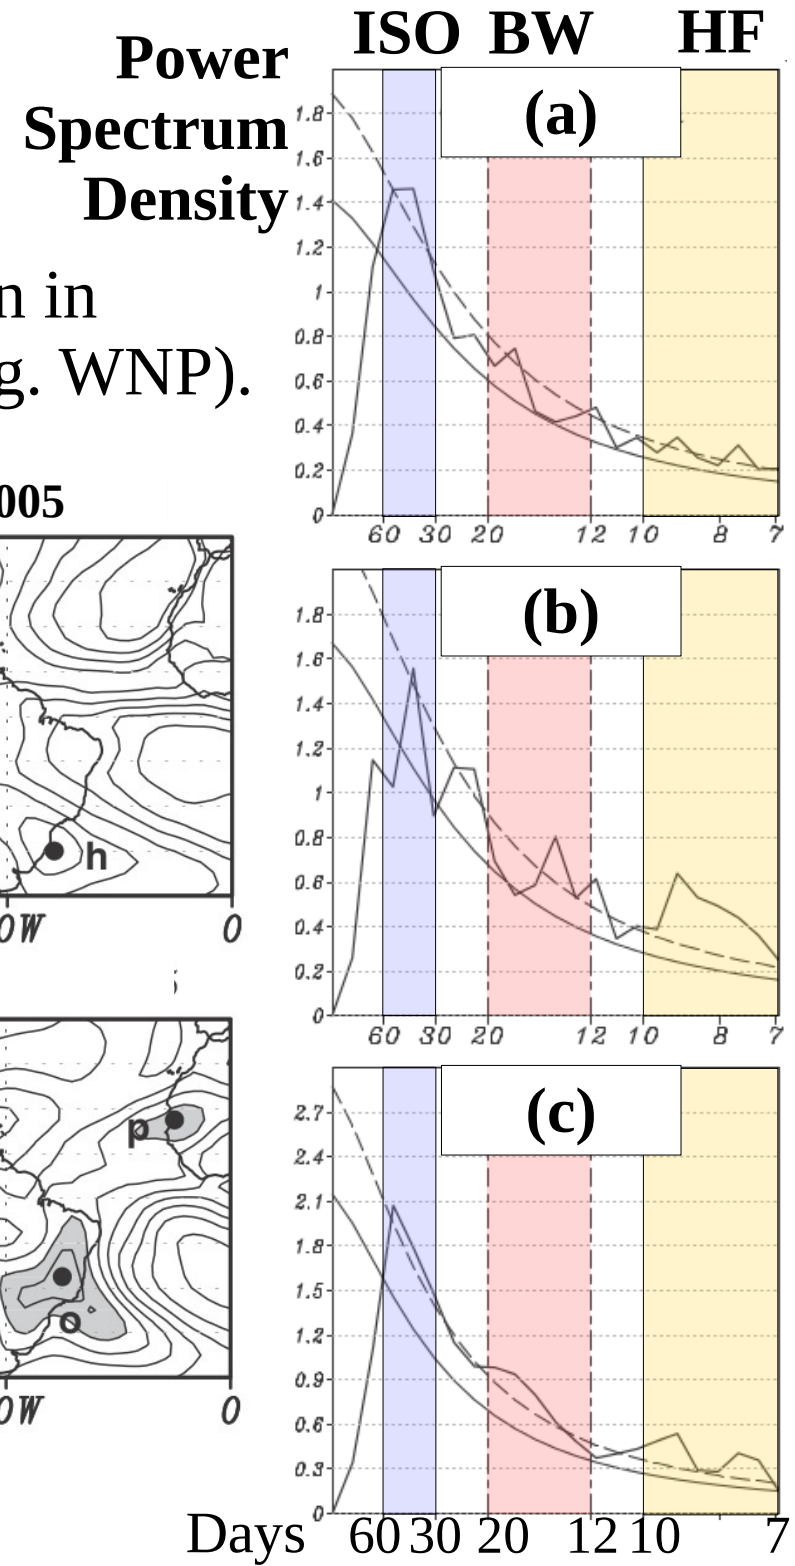 ISO BW HF
Power
Spectrum
Density
n in
g. WNP).
005
(a)
1.8
1.6
1.4
1.2
1
0.8
0.6
0.4
0.2
0
60 30 20 12 10 8 7
h
0W 0
(b)
1.8
1.6
1.4
1.2
1
0.8
0.6
0.4
0.2
0
60 30 20 12 10 8 7
p
o
0W 0
(c)
2.7
2.4
2.1
1.8
1.5
1.2
0.9
0.6
0.3
0
Days 60 30 20 12 10 7